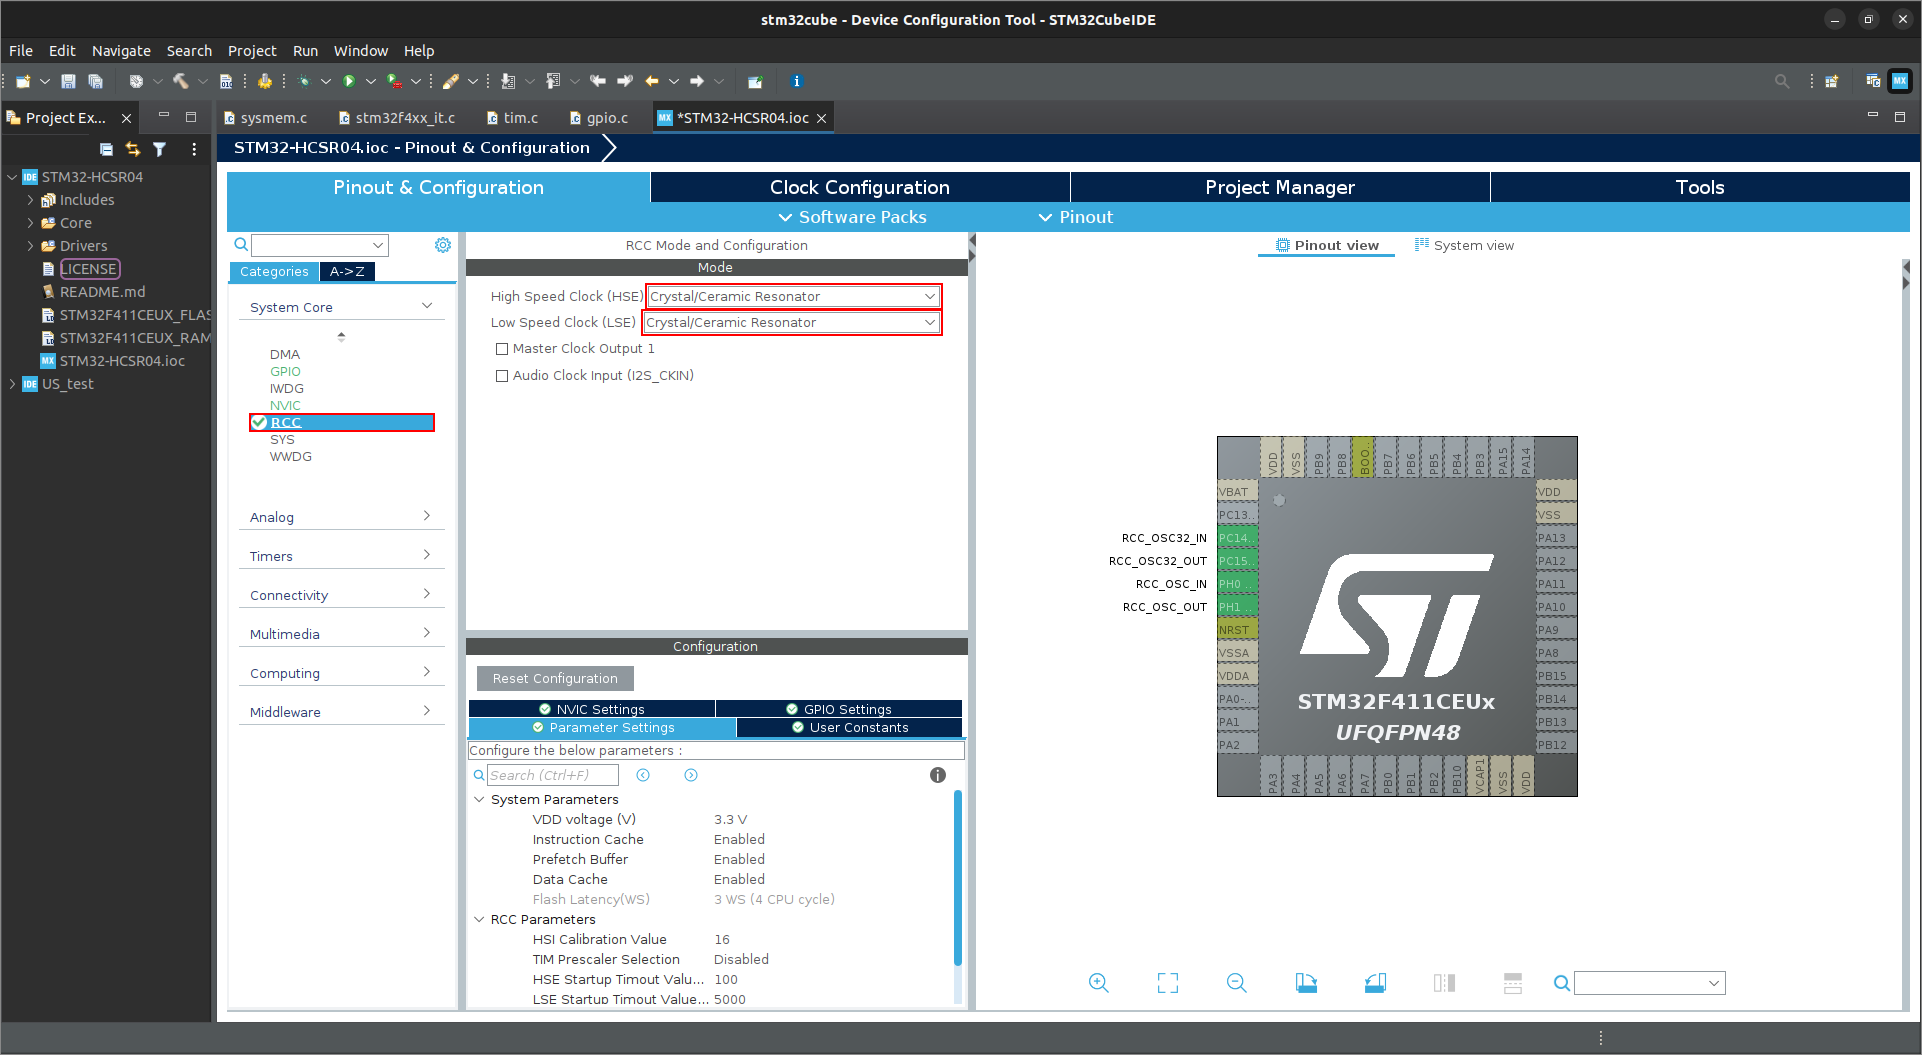 stm32cube - Device Configuration Tool - STM32CubeIDE
File Edit Navigate Search Project Run Window Help
Project Ex...
sysmem.c
stm32f4xx_it.c
tim.c
gpio.c
*STM32-HCSR04.ioc
STM32-HCSR04.ioc - Pinout & Configuration
STM32-HCSR04
Includes
Core
Drivers
LICENSE
README.md
STM32F411CEUX_FLAS
STM32F411CEUX_RAM
STM32-HCSR04.ioc
US_test
Pinout & Configuration
Clock Configuration
Project Manager
Tools
Software Packs
Pinout
Categories
A->Z
System Core
DMA
GPIO
IWDG
NVIC
RCC
SYS
WWDG
Analog
Timers
Connectivity
Multimedia
Computing
Middleware
RCC Mode and Configuration
Mode
High Speed Clock (HSE) Crystal/Ceramic Resonator
Low Speed Clock (LSE) Crystal/Ceramic Resonator
Master Clock Output 1
Audio Clock Input (I2S_CKIN)
Configuration
Reset Configuration
NVIC Settings
GPIO Settings
Parameter Settings
User Constants
Configure the below parameters :
Search (Ctrl+F)
System Parameters
VDD voltage (V) 3.3 V
Instruction Cache Enabled
Prefetch Buffer Enabled
Data Cache Enabled
Flash Latency(WS) 3 WS (4 CPU cycle)
RCC Parameters
HSI Calibration Value 16
TIM Prescaler Selection Disabled
HSE Startup Timout Valu... 100
LSE Startup Timout Value... 5000
Pinout view
System view
VDD VSS PB9 PB8 BOO.. PB7 PB6 PB5 PB4 PB3 PA15 PA14
VBAT
PC13..
RCC_OSC32_IN PC14..
RCC_OSC32_OUT PC15..
RCC_OSC_IN PH0 ..
RCC_OSC_OUT PH1 ..
NRST
VSSA
VDDA
PA0-..
PA1
PA2
VDD
VSS
PA13
PA12
PA11
PA10
PA9
PA8
PB15
PB14
PB13
PB12
ST
STM32F411CEUx
UFQFPN48
PA3 PA4 PA5 PA6 PA7 PB0 PB1 PB2 PB10 VCAP1 VSS VDD